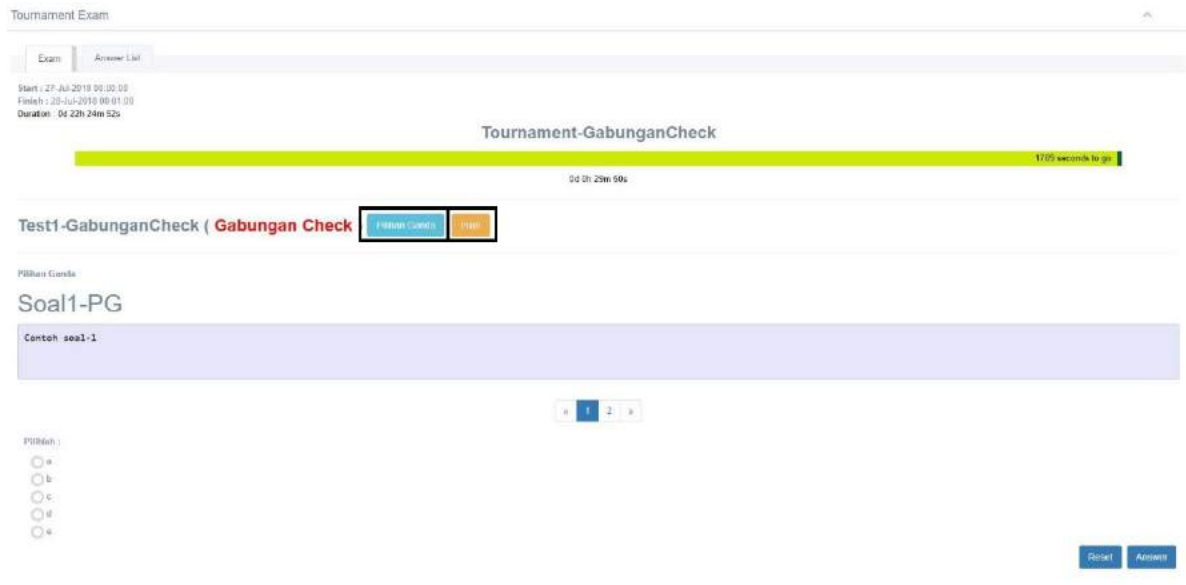 Tournament Exam
Exam
Answer List
Start : 27-Jul-2018 00:00:00
Finish : 28-Jul-2018 00:01:00
Duration : 0d 22h 24m 52s
Tournament-GabunganCheck
1789 seconds to go
0d 0h 29m 50s
Test1-GabunganCheck ( Gabungan Check
Pilihan Ganda
Pilihan Ganda
Soal1-PG
Contoh soal-1
« 1 2 »
a
b
c
d
e
Reset
Answer